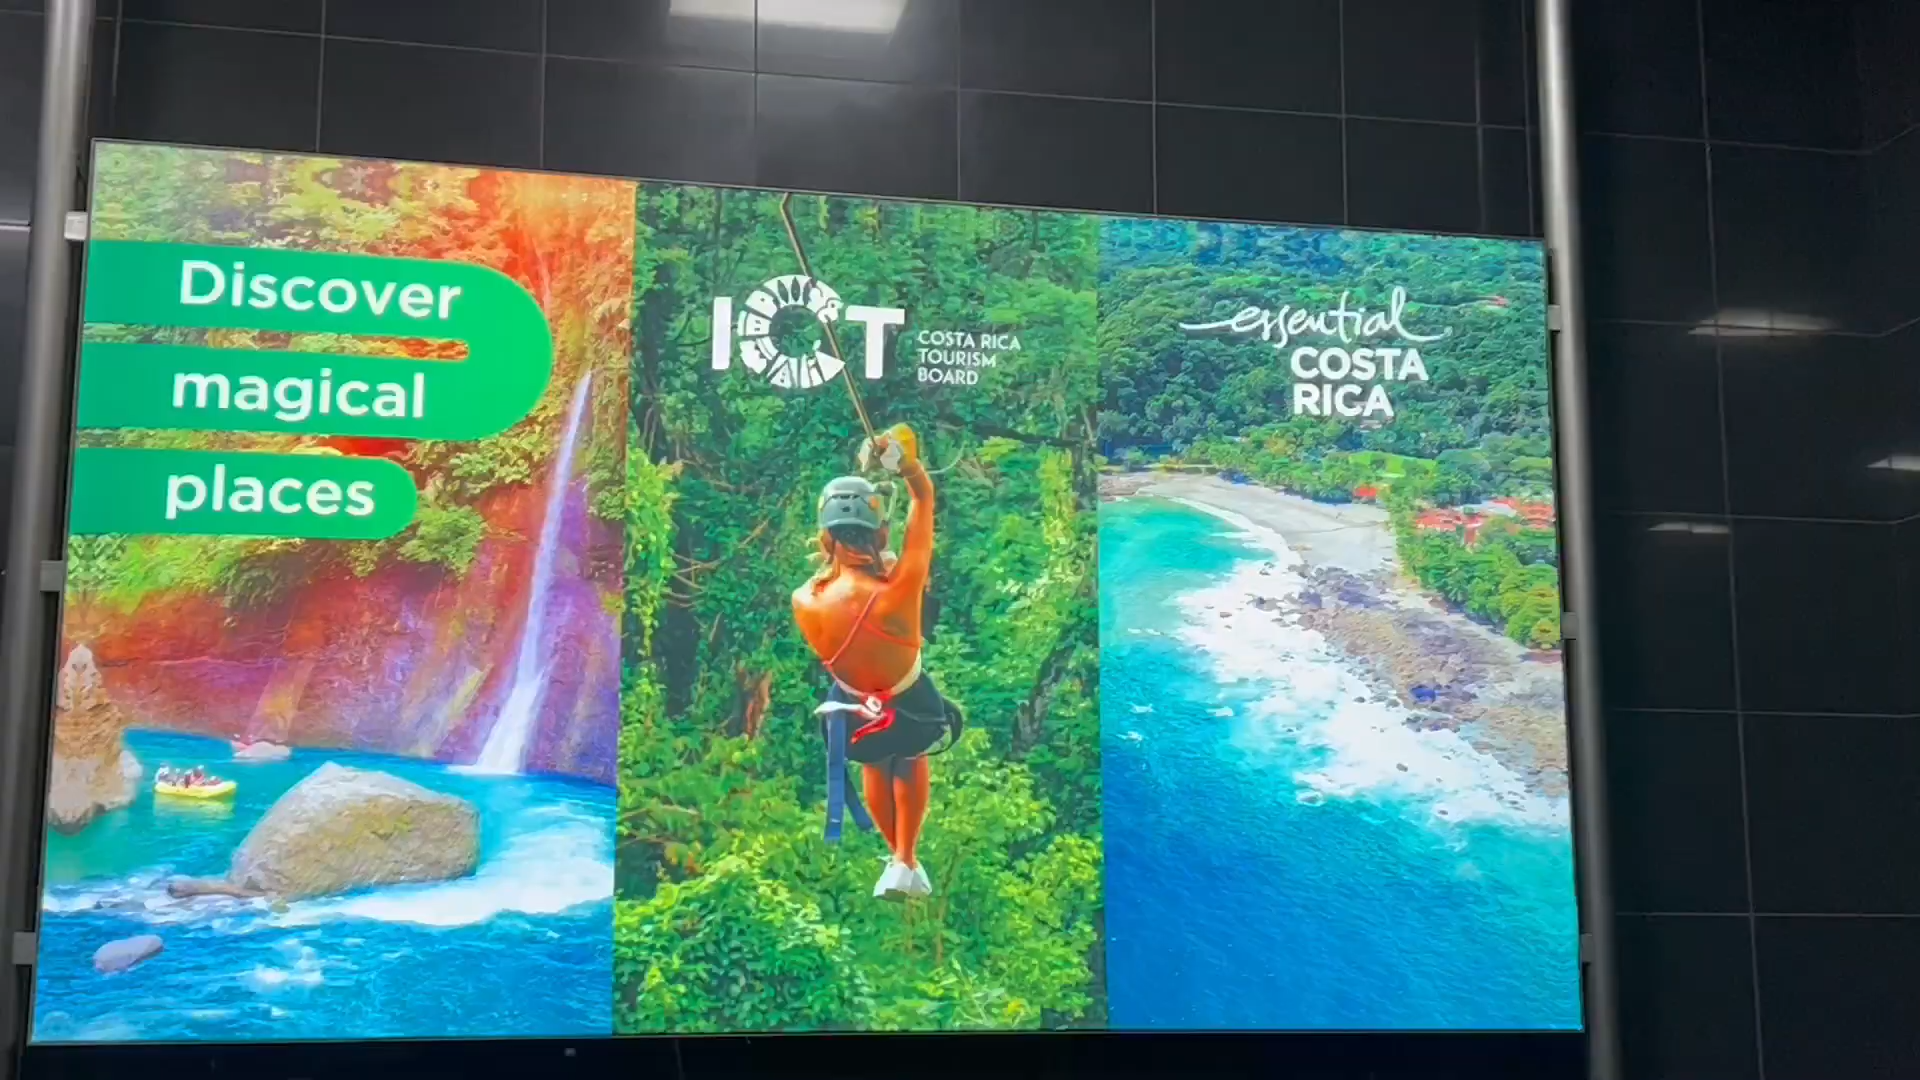 Discover
magical
places
ICT
COSTA RICA
TOURISM
BOARD
essential
COSTA
RICA